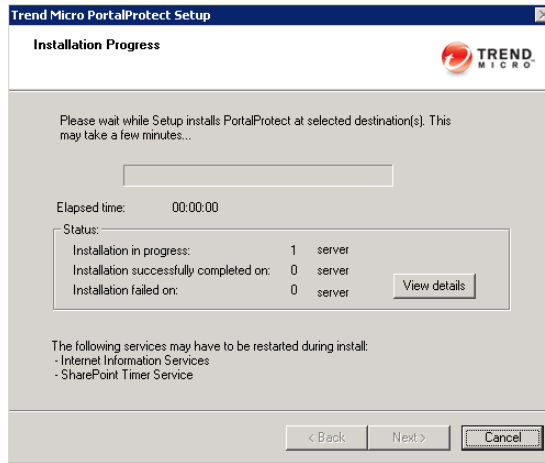 Trend Micro PortalProtect Setup
Installation Progress
TREND
MICRO
Please wait while Setup installs PortalProtect at selected destination(s). This
may take a few minutes...
Elapsed time: 00:00:00
Status:
Installation in progress: 1 server
Installation successfully completed on: 0 server
Installation failed on: 0 server
View details
The following services may have to be restarted during install:
- Internet Information Services
- SharePoint Timer Service
< Back Next > Cancel